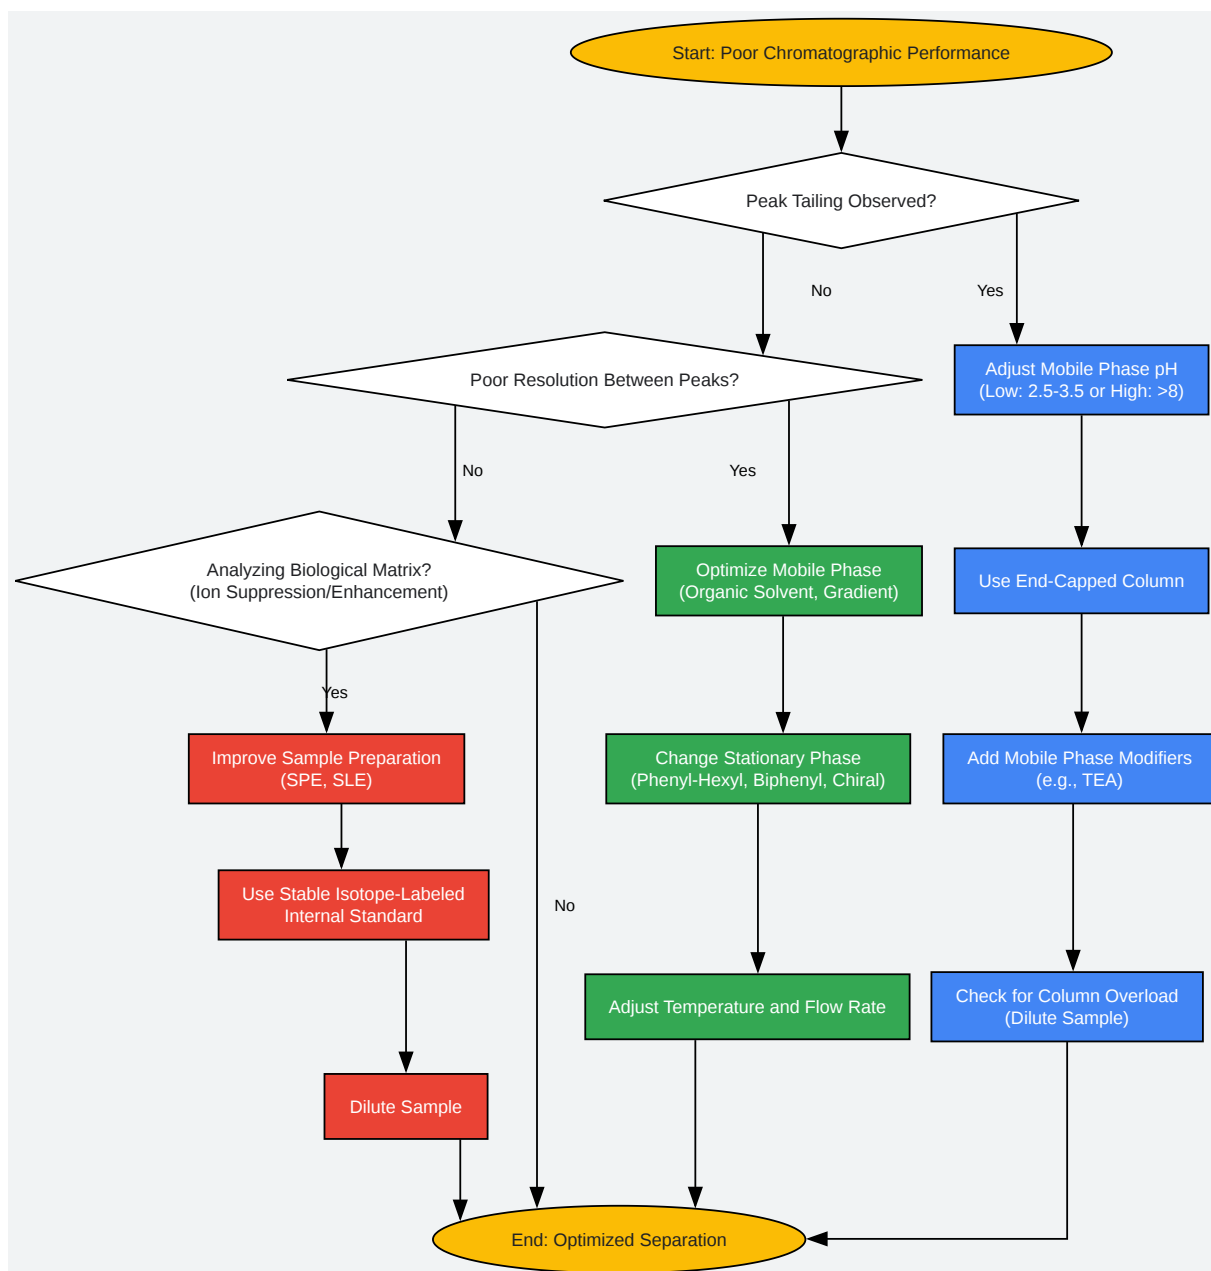 Start: Poor Chromatographic Performance
Peak Tailing Observed?
No
Yes
Poor Resolution Between Peaks?
Adjust Mobile Phase pH
(Low: 2.5-3.5 or High: >8)
No
Yes
Analyzing Biological Matrix?
(Ion Suppression/Enhancement)
Optimize Mobile Phase
(Organic Solvent, Gradient)
Use End-Capped Column
Yes
Improve Sample Preparation
(SPE, SLE)
Change Stationary Phase
(Phenyl-Hexyl, Biphenyl, Chiral)
Add Mobile Phase Modifiers
(e.g., TEA)
Use Stable Isotope-Labeled
Internal Standard
No
Adjust Temperature and Flow Rate
Check for Column Overload
(Dilute Sample)
Dilute Sample
End: Optimized Separation